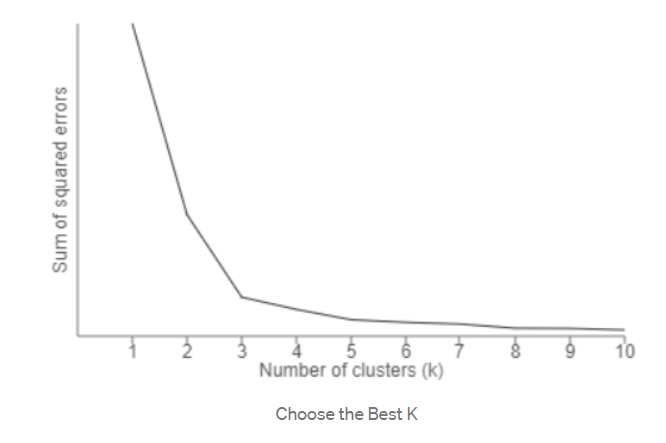 Sum of squared errors
1 2 3 4 5 6 7 8 9 10
Number of clusters (k)
Choose the Best K